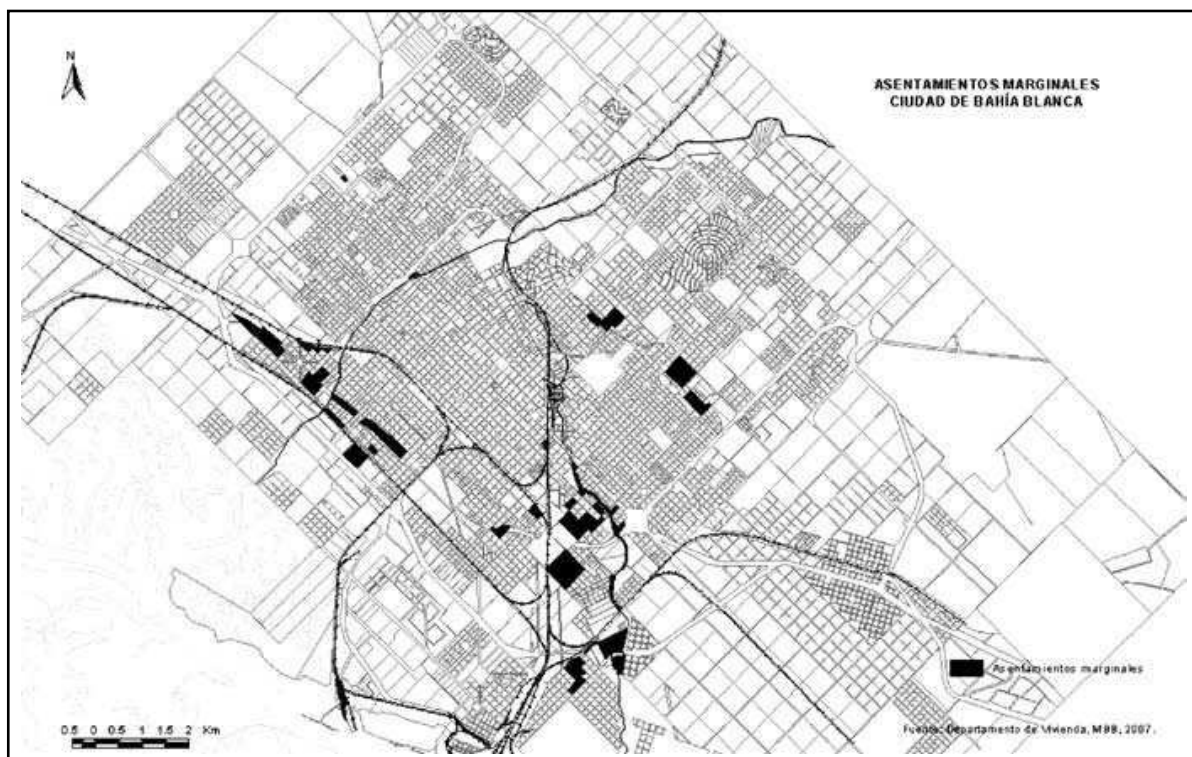 N
ASENTAMIENTOS MARGINALES
CIUDAD DE BAHÍA BLANCA
Asentamientos marginales
0.5 0 0.5 1 1.5 2 Km
Fuente: Departamento de Vivienda, MBB, 2007.